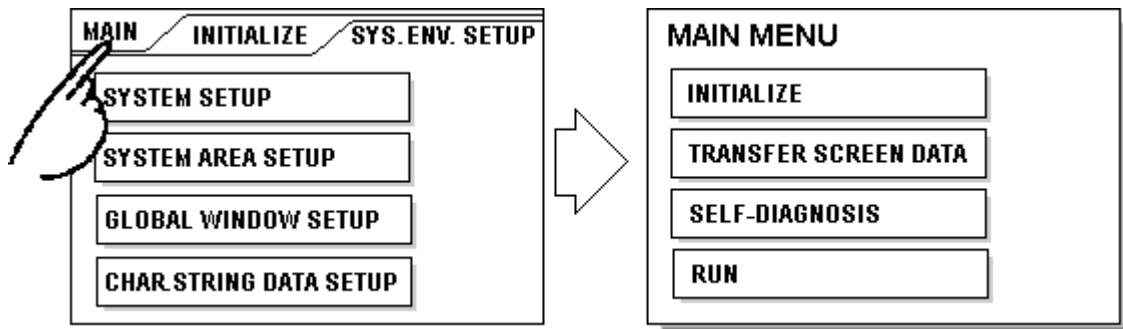 MAIN INITIALIZE SYS.ENV. SETUP
SYSTEM SETUP
SYSTEM AREA SETUP
GLOBAL WINDOW SETUP
CHAR.STRING DATA SETUP
MAIN MENU
INITIALIZE
TRANSFER SCREEN DATA
SELF-DIAGNOSIS
RUN